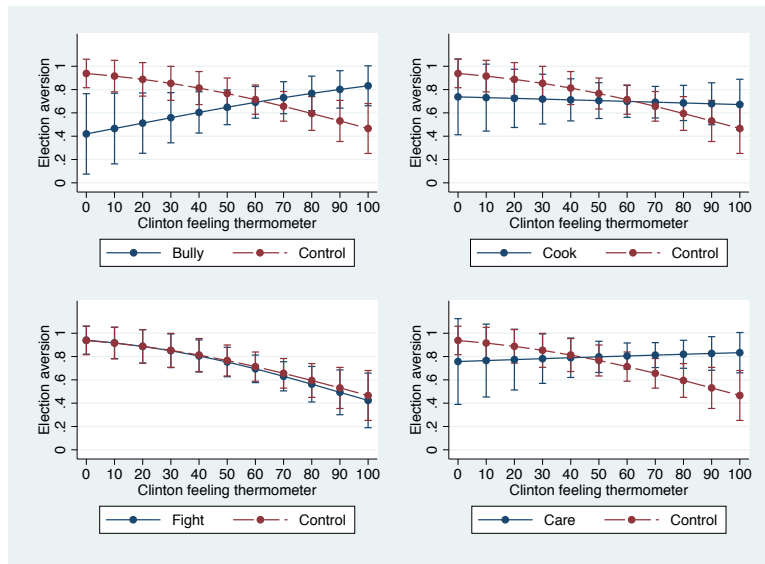 Election aversion
1
.8
.6
.4
.2
0
0 10 20 30 40 50 60 70 80 90 100
Clinton feeling thermometer
Bully Control
Election aversion
1
.8
.6
.4
.2
0
0 10 20 30 40 50 60 70 80 90 100
Clinton feeling thermometer
Cook Control
Election aversion
1
.8
.6
.4
.2
0
0 10 20 30 40 50 60 70 80 90 100
Clinton feeling thermometer
Fight Control
Election aversion
1
.8
.6
.4
.2
0
0 10 20 30 40 50 60 70 80 90 100
Clinton feeling thermometer
Care Control